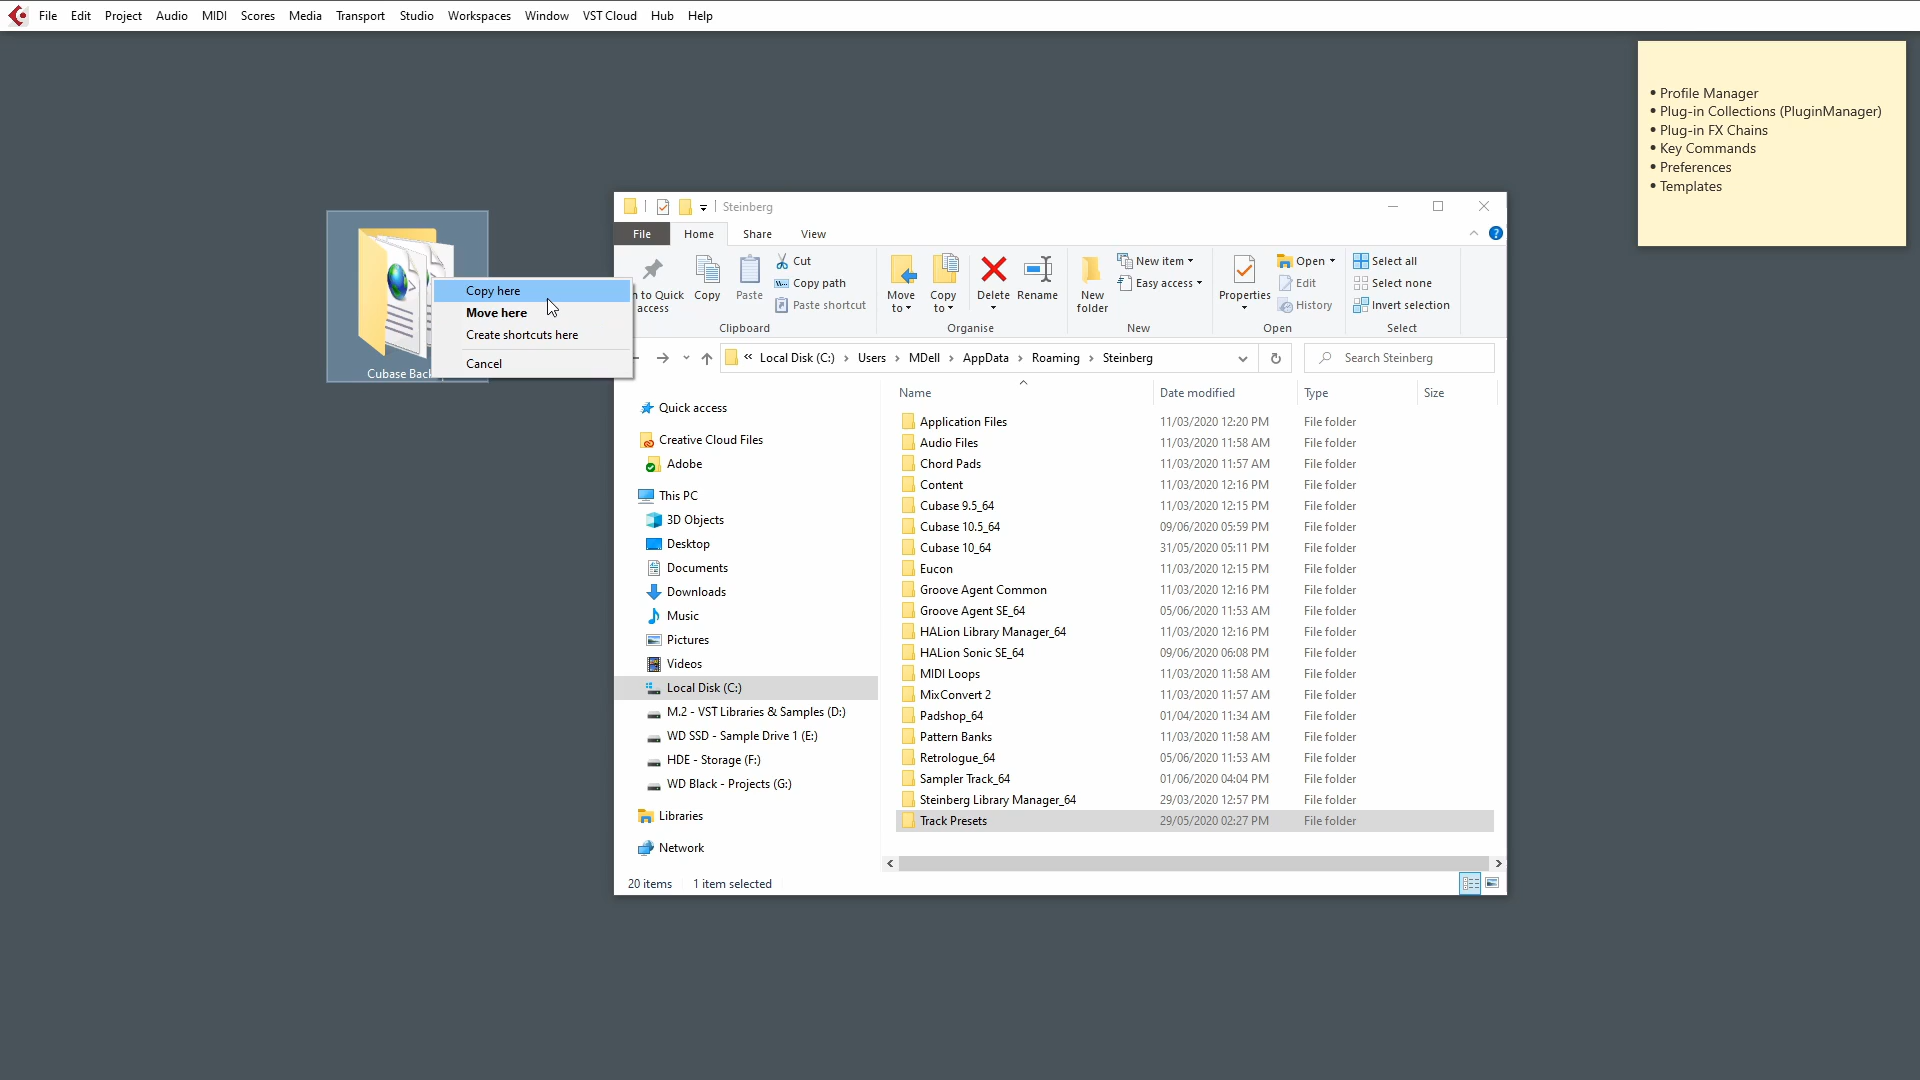 File Edit Project Audio MIDI Scores Media Transport Studio Workspaces Window VST Cloud Hub Help
• Profile Manager
• Plug-in Collections (PluginManager)
• Plug-in FX Chains
• Key Commands
• Preferences
• Templates
Cubase Back
Copy here
Move here
Create shortcuts here
Cancel
Steinberg
File Home Share View
n to Quick access
Copy
Paste
Cut
Copy path
Paste shortcut
Clipboard
Move to
Copy to
Delete
Rename
Organise
New folder
New item
Easy access
New
Properties
Open
Edit
History
Open
Select all
Select none
Invert selection
Select
« Local Disk (C:) › Users › MDell › AppData › Roaming › Steinberg
Search Steinberg
Quick access
Creative Cloud Files
Adobe
This PC
3D Objects
Desktop
Documents
Downloads
Music
Pictures
Videos
Local Disk (C:)
M.2 - VST Libraries & Samples (D:)
WD SSD - Sample Drive 1 (E:)
HDE - Storage (F:)
WD Black - Projects (G:)
Libraries
Network
Name Date modified Type Size
Application Files 11/03/2020 12:20 PM File folder
Audio Files 11/03/2020 11:58 AM File folder
Chord Pads 11/03/2020 11:57 AM File folder
Content 11/03/2020 12:16 PM File folder
Cubase 9.5_64 11/03/2020 12:15 PM File folder
Cubase 10.5_64 09/06/2020 05:59 PM File folder
Cubase 10_64 31/05/2020 05:11 PM File folder
Eucon 11/03/2020 12:15 PM File folder
Groove Agent Common 11/03/2020 12:16 PM File folder
Groove Agent SE_64 05/06/2020 11:53 AM File folder
HALion Library Manager_64 11/03/2020 12:16 PM File folder
HALion Sonic SE_64 09/06/2020 06:08 PM File folder
MIDI Loops 11/03/2020 11:58 AM File folder
MixConvert 2 11/03/2020 11:57 AM File folder
Padshop_64 01/04/2020 11:34 AM File folder
Pattern Banks 11/03/2020 11:58 AM File folder
Retrologue_64 05/06/2020 11:53 AM File folder
Sampler Track_64 01/06/2020 04:04 PM File folder
Steinberg Library Manager_64 29/03/2020 12:57 PM File folder
Track Presets 29/05/2020 02:27 PM File folder
20 items 1 item selected